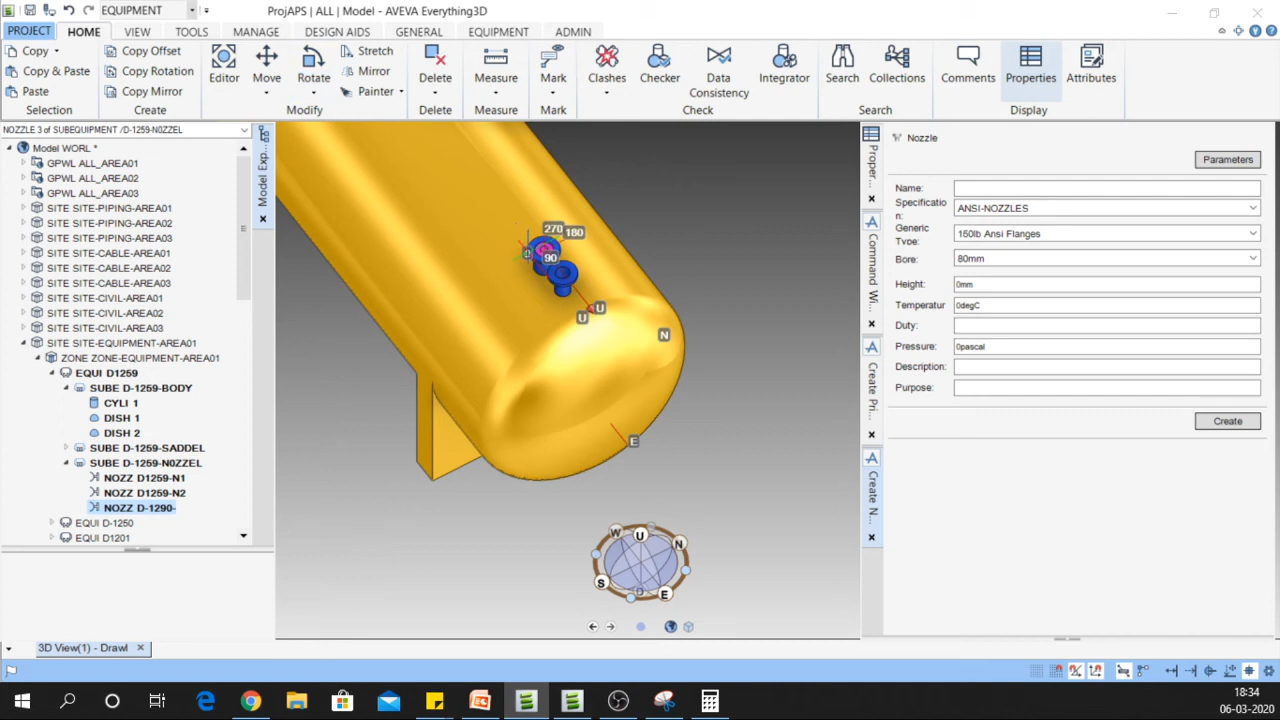 EQUIPMENT
ProjAPS | ALL | Model - AVEVA Everything3D
PROJECT HOME VIEW TOOLS MANAGE DESIGN AIDS GENERAL EQUIPMENT ADMIN
Copy
Copy & Paste
Paste
Selection
Copy Offset
Copy Rotation
Copy Mirror
Create
Editor
Move
Rotate
Stretch
Mirror
Painter
Modify
Delete
Delete
Measure
Measure
Mark
Mark
Clashes
Checker
Data Consistency
Integrator
Check
Search
Collections
Search
Comments
Properties
Attributes
Display
NOZZLE 3 of SUBEQUIPMENT /D-1259-N0ZZEL
Model WORL *
GPWL ALL_AREA01
GPWL ALL_AREA02
GPWL ALL_AREA03
SITE SITE-PIPING-AREA01
SITE SITE-PIPING-AREA02
SITE SITE-PIPING-AREA03
SITE SITE-CABLE-AREA01
SITE SITE-CABLE-AREA02
SITE SITE-CABLE-AREA03
SITE SITE-CIVIL-AREA01
SITE SITE-CIVIL-AREA02
SITE SITE-CIVIL-AREA03
SITE SITE-EQUIPMENT-AREA01
ZONE ZONE-EQUIPMENT-AREA01
EQUI D1259
SUBE D-1259-BODY
CYLI 1
DISH 1
DISH 2
SUBE D-1259-SADDEL
SUBE D-1259-N0ZZEL
NOZZ D1259-N1
NOZZ D1259-N2
NOZZ D-1290-
EQUI D-1250
EQUI D1201
Model Exp...
270 180
90
U
U
N
E
W U N
S D E
Proper...
Command Wi...
Create Pri...
Create N...
Nozzle
Parameters
Name:
Specification: ANSI-NOZZLES
Generic Type: 150lb Ansi Flanges
Bore: 80mm
Height: 0mm
Temperatur 0degC
Duty:
Pressure: 0pascal
Description:
Purpose:
Create
3D View(1) - Drawl
18:34
06-03-2020